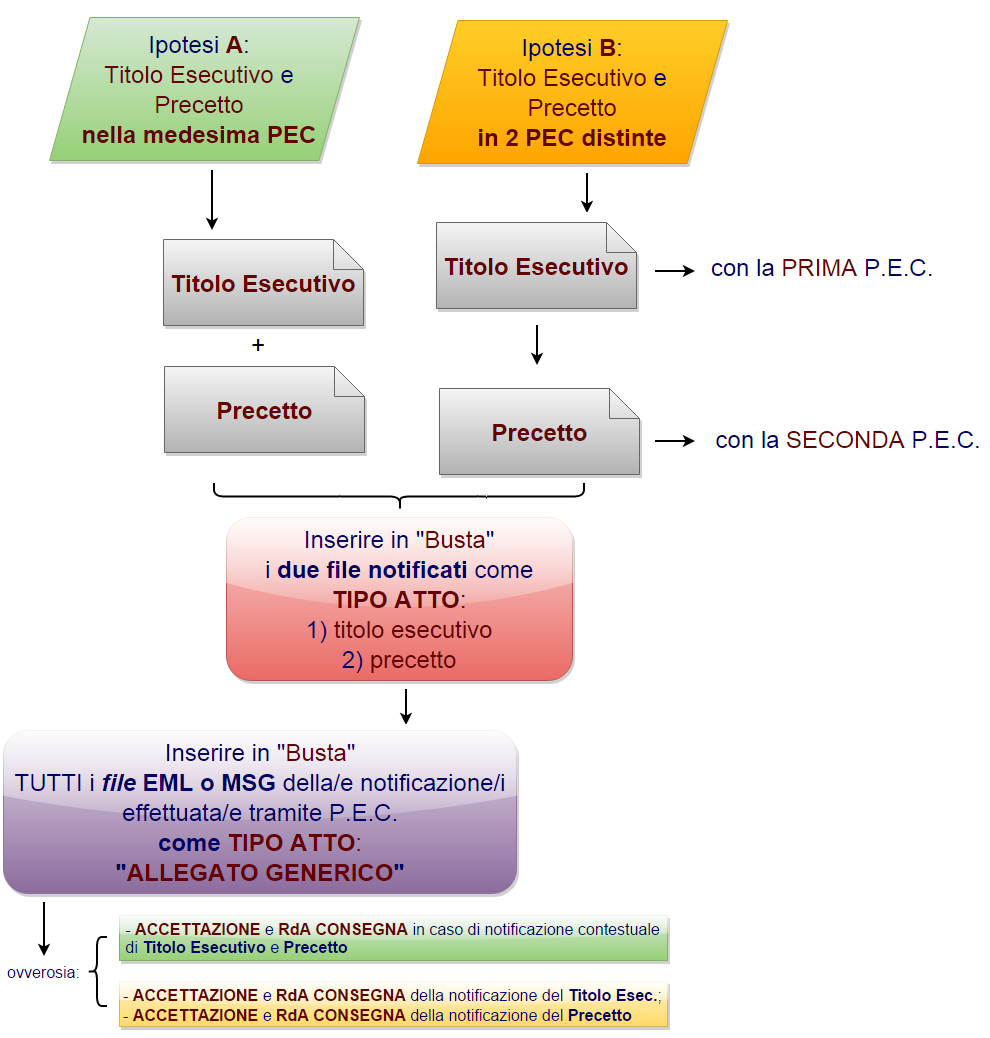 Ipotesi A:
Titolo Esecutivo e
Precetto
nella medesima PEC
Ipotesi B:
Titolo Esecutivo e
Precetto
in 2 PEC distinte
Titolo Esecutivo
+
Precetto
Titolo Esecutivo
con la PRIMA P.E.C.
Precetto
con la SECONDA P.E.C.
Inserire in "Busta"
i due file notificati come
TIPO ATTO:
1) titolo esecutivo
2) precetto
Inserire in "Busta"
TUTTI i file EML o MSG della/e notificazione/i
effettuata/e tramite P.E.C.
come TIPO ATTO:
"ALLEGATO GENERICO"
ovverosia:
- ACCETTAZIONE e RdA CONSEGNA in caso di notificazione contestuale
di Titolo Esecutivo e Precetto
- ACCETTAZIONE e RdA CONSEGNA della notificazione del Titolo Esec.;
- ACCETTAZIONE e RdA CONSEGNA della notificazione del Precetto